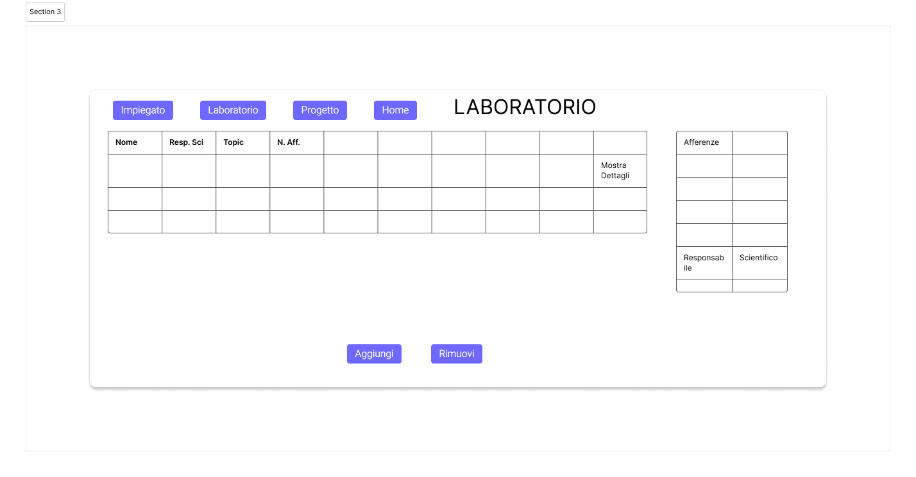 Section 3
Impiegato Laboratorio Progetto Home LABORATORIO
Nome Resp. Sci Topic N. Aff.
Mostra
Dettagli
Afferenze
Responsab
ile
Scientifico
Aggiungi Rimuovi